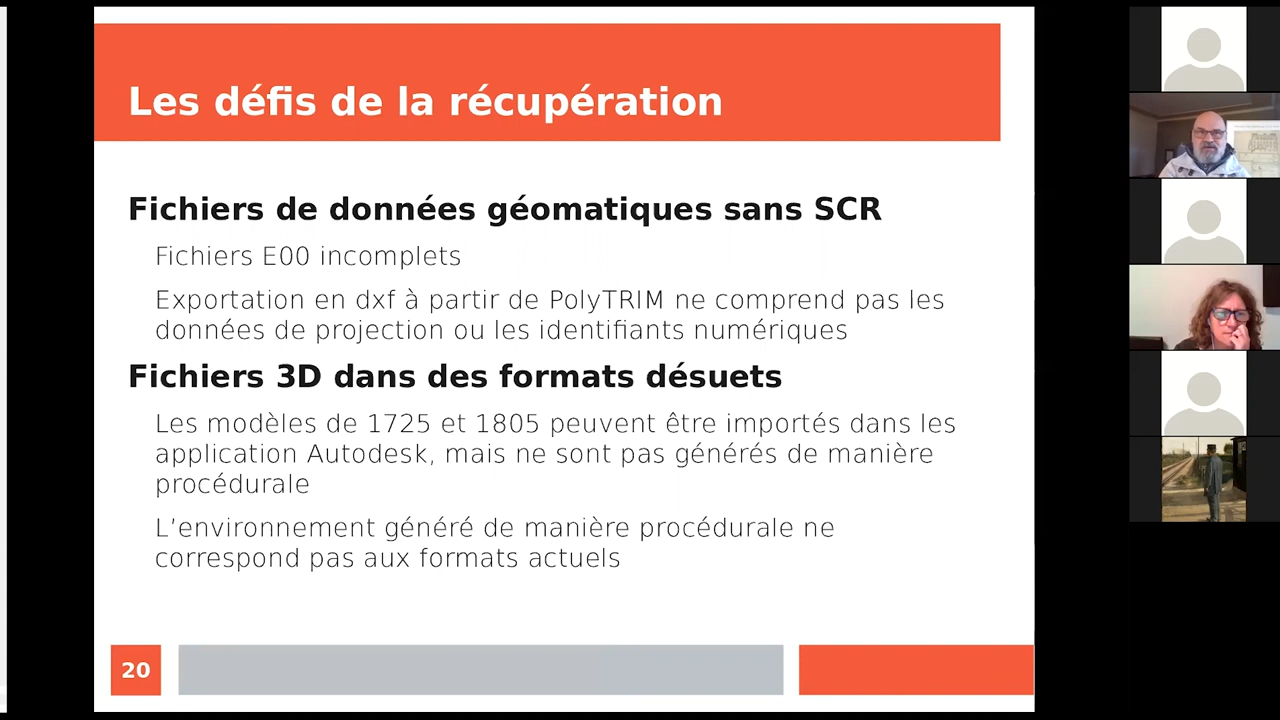 Les défis de la récupération
Fichiers de données géomatiques sans SCR
Fichiers E00 incomplets
Exportation en dxf à partir de PolyTRIM ne comprend pas les
données de projection ou les identifiants numériques
Fichiers 3D dans des formats désuets
Les modèles de 1725 et 1805 peuvent être importés dans les
application Autodesk, mais ne sont pas générés de manière
procédurale
L’environnement généré de manière procédurale ne
correspond pas aux formats actuels
20